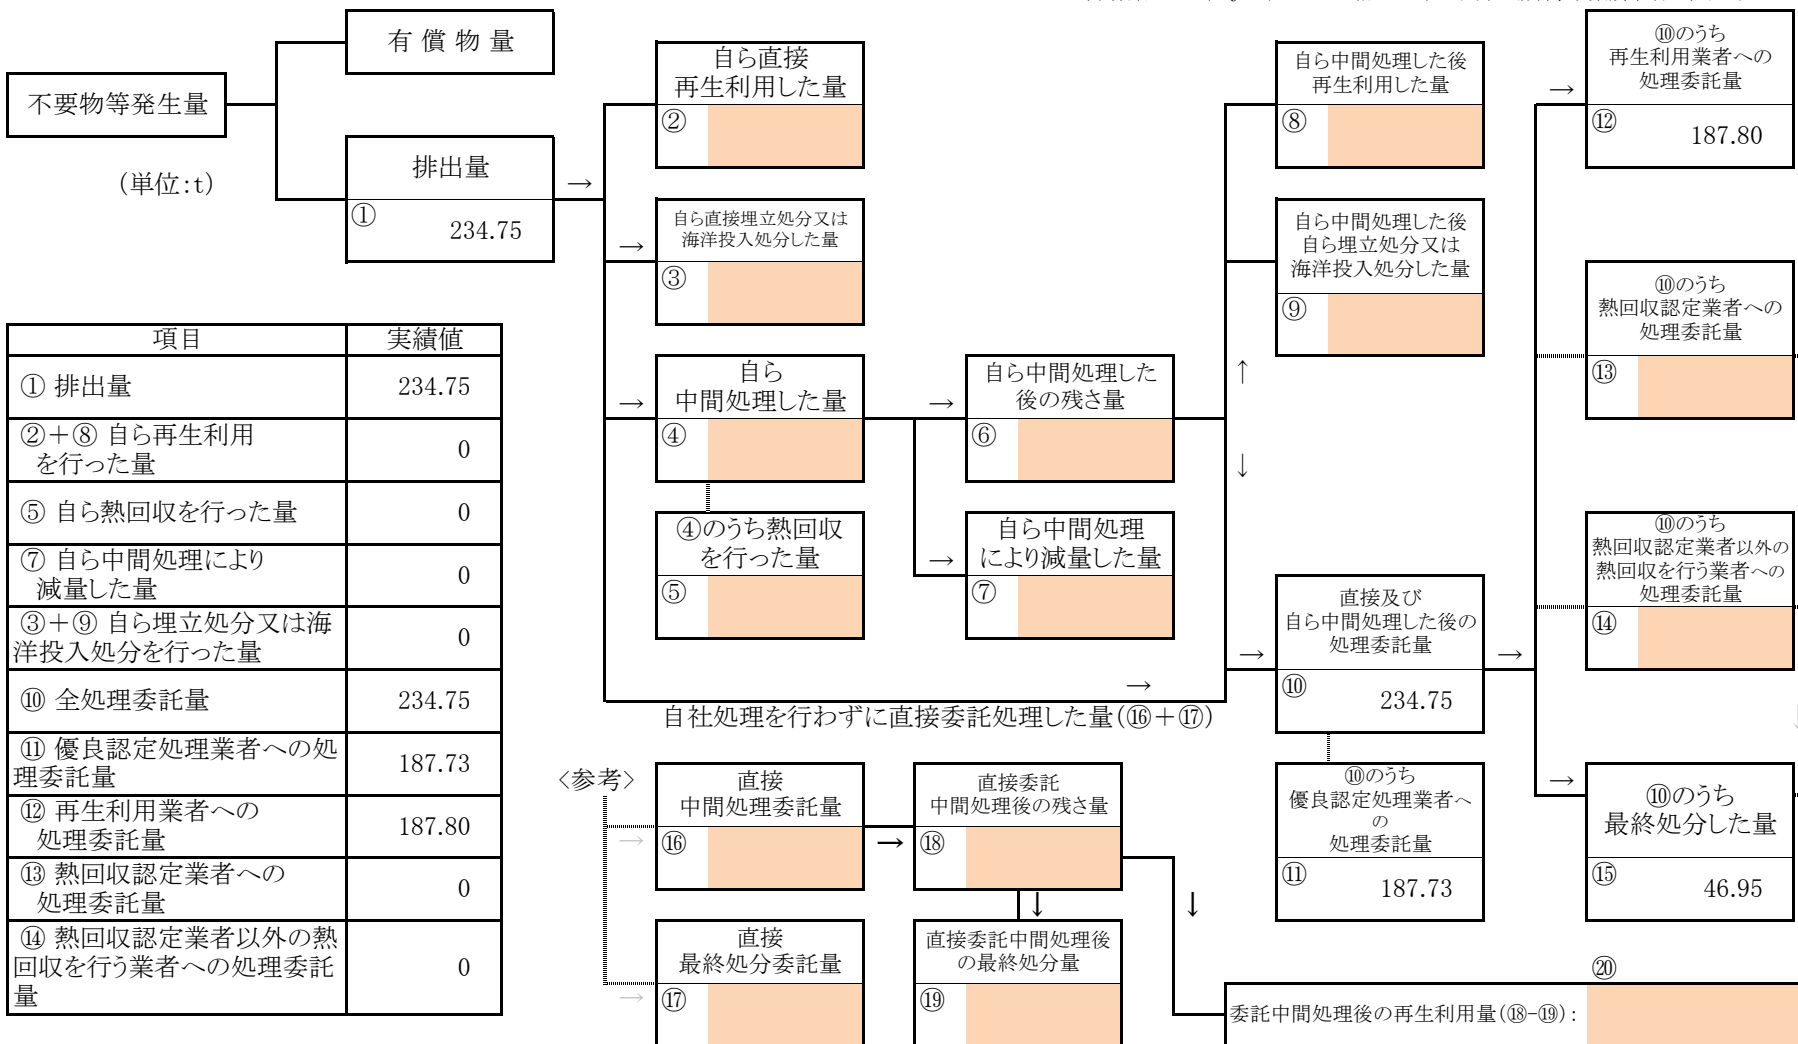 不要物等発生量
(単位:t)
有 償 物 量
排出量
①
234.75
→
自ら直接
再生利用した量
②
→
自ら直接埋立処分又は
海洋投入処分した量
③
→
自ら
中間処理した量
④
④のうち熱回収
を行った量
⑤
→
自ら中間処理した
後の残さ量
⑥
→
自ら中間処理
により減量した量
⑦
自ら中間処理した後
再生利用した量
⑧
自ら中間処理した後
自ら埋立処分又は
海洋投入処分した量
⑨
↑
↓
→
自社処理を行わずに直接委託処理した量(⑯+⑰)
→
直接及び
自ら中間処理した後の
処理委託量
⑩
234.75
→
⑩のうち
優良認定処理業者へ
の
処理委託量
⑪
187.73
→
⑩のうち
再生利用業者への
処理委託量
⑫
187.80
⑩のうち
熱回収認定業者への
処理委託量
⑬
⑩のうち
熱回収認定業者以外の
熱回収を行う業者への
処理委託量
⑭
→
⑩のうち
最終処分した量
⑮
46.95
項目 実績値
① 排出量 234.75
②+⑧ 自ら再生利用
を行った量 0
⑤ 自ら熱回収を行った量 0
⑦ 自ら中間処理により
減量した量 0
③+⑨ 自ら埋立処分又は海
洋投入処分を行った量 0
⑩ 全処理委託量 234.75
⑪ 優良認定処理業者への処
理委託量 187.73
⑫ 再生利用業者への
処理委託量 187.80
⑬ 熱回収認定業者への
処理委託量 0
⑭ 熱回収認定業者以外の熱
回収を行う業者への処理委託
量 0
<参考>
→
直接
中間処理委託量
⑯
→
直接委託
中間処理後の残さ量
⑱
↓
↓
→
直接
最終処分委託量
⑰
直接委託中間処理後
の最終処分量
⑲
⑳
委託中間処理後の再生利用量(⑱-⑲):